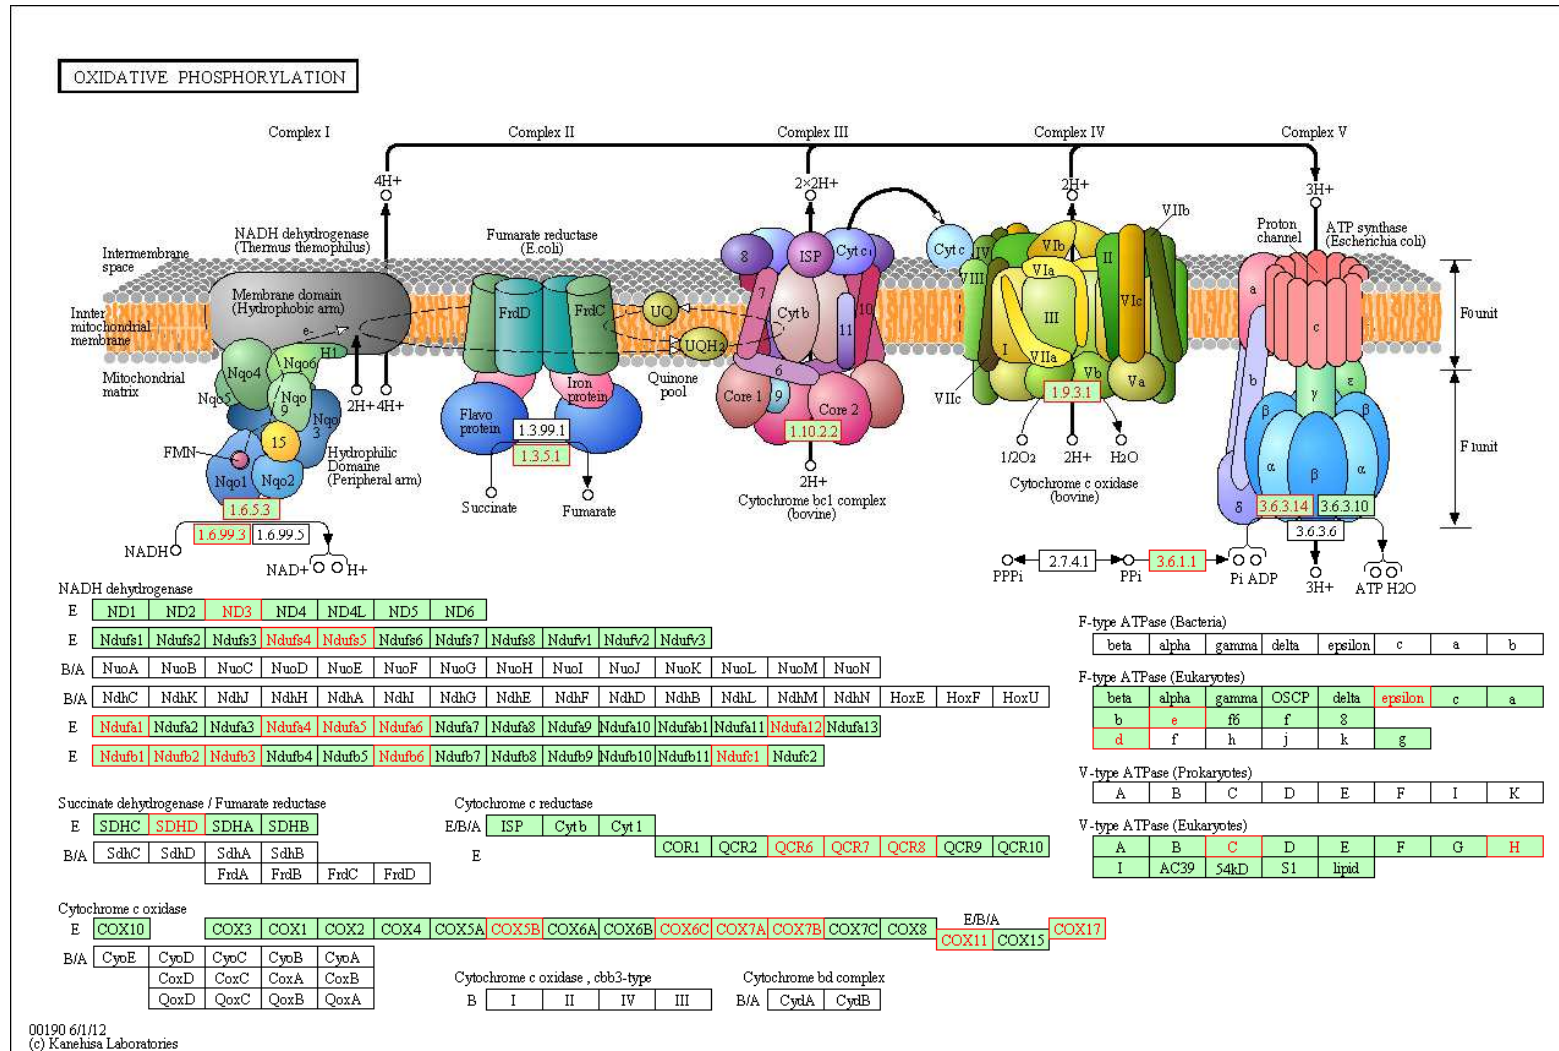 OXIDATIVE PHOSPHORYLATION
Complex I Complex II Complex III Complex IV Complex V
4H+ 2×2H+ 2H+ 3H+
NADH dehydrogenase
(Thermus themophilus)
Fumarate reductase
(E.coli)
ATP synthase
(Escherichia coli)
Proton
channel
Intermembrane
space
Innter
mitochondrial
membrane
Mitochondrial
matrix
Membrane domain
(Hydrophobic arm)
e-
H1
Nqo6
Nqo4
Nqo5
Nqo
9
Nqo
3
15
FMN
Nqo1
Nqo2
2H+ 4H+
Hydrophilic
Domaine
(Peripheral arm)
1.6.5.3
1.6.99.3 1.6.99.5
NADH
NAD+ H+
FrdD FrdC
Iron
protein
Flavo
protein
1.3.99.1
1.3.5.1
Succinate Fumarate
UQ
UQH2
Quinone
pool
8 ISP Cyt c1
7 Cyt b 10
11
6
9
Core 1 Core 2
1.10.2.2
2H+
Cytochrome bc1 complex
(bovine)
Cyt c
IV VIb II VIIb
VIII VIa
III VIc
I VIIa
VIIc Vb Va
1.9.3.1
1/2O2 2H+ H2O
Cytochrome c oxidase
(bovine)
a c
b
ε
γ
β β
α β α
δ
F0 unit
F1 unit
3.6.3.14 3.6.3.10
3.6.3.6
PPPi 2.7.4.1 PPi 3.6.1.1 Pi ADP
3H+
ATP H2O
NADH dehydrogenase
E ND1 ND2 ND3 ND4 ND4L ND5 ND6
E Ndufs1 Ndufs2 Ndufs3 Ndufs4 Ndufs5 Ndufs6 Ndufs7 Ndufs8 Ndufv1 Ndufv2 Ndufv3
B/A NuoA NuoB NuoC NuoD NuoE NuoF NuoG NuoH NuoI NuoJ NuoK NuoL NuoM NuoN
B/A NdhC NdhK NdhJ NdhH NdhA NdhI NdhG NdhE NdhF NdhD NdhB NdhL NdhM NdhN HoxE HoxF HoxU
E Ndufa1 Ndufa2 Ndufa3 Ndufa4 Ndufa5 Ndufa6 Ndufa7 Ndufa8 Ndufa9 Ndufa10 Ndufab1 Ndufa11 Ndufa12 Ndufa13
E Ndufb1 Ndufb2 Ndufb3 Ndufb4 Ndufb5 Ndufb6 Ndufb7 Ndufb8 Ndufb9 Ndufb10 Ndufb11 Ndufc1 Ndufc2
Succinate dehydrogenase / Fumarate reductase
E SDHC SDHD SDHA SDHB
B/A SdhC SdhD SdhA SdhB
FrdA FrdB FrdC FrdD
Cytochrome c reductase
E/B/A ISP Cyt b Cyt 1
E COR1 QCR2 QCR6 QCR7 QCR8 QCR9 QCR10
Cytochrome c oxidase
E COX10 COX3 COX1 COX2 COX4 COX5A COX5B COX6A COX6B COX6C COX7A COX7B COX7C COX8
E/B/A
COX11 COX15 COX17
B/A CyoE CyoD CyoC CyoB CyoA
CoxD CoxC CoxA CoxB
QoxD QoxC QoxB QoxA
Cytochrome c oxidase , cbb3-type
B I II IV III
Cytochrome bd complex
B/A CydA CydB
F-type ATPase (Bacteria)
beta alpha gamma delta epsilon c a b
F-type ATPase (Eukaryotes)
beta alpha gamma OSCP delta epsilon c a
b e f6 f 8
d f h j k g
V-type ATPase (Prokaryotes)
A B C D E F I K
V-type ATPase (Eukaryotes)
A B C D E F G H
I AC39 54kD S1 lipid
00190 6/1/12
(c) Kanehisa Laboratories